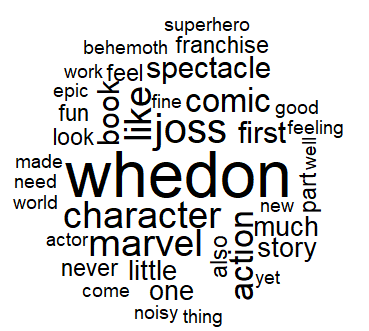 superhero
behemoth franchise
work feel spectacle
epic book like fine comic good
fun joss first feeling
look well
made whedon part
need
world character new
actor marvel also action much
story
never little yet
come one
noisy thing